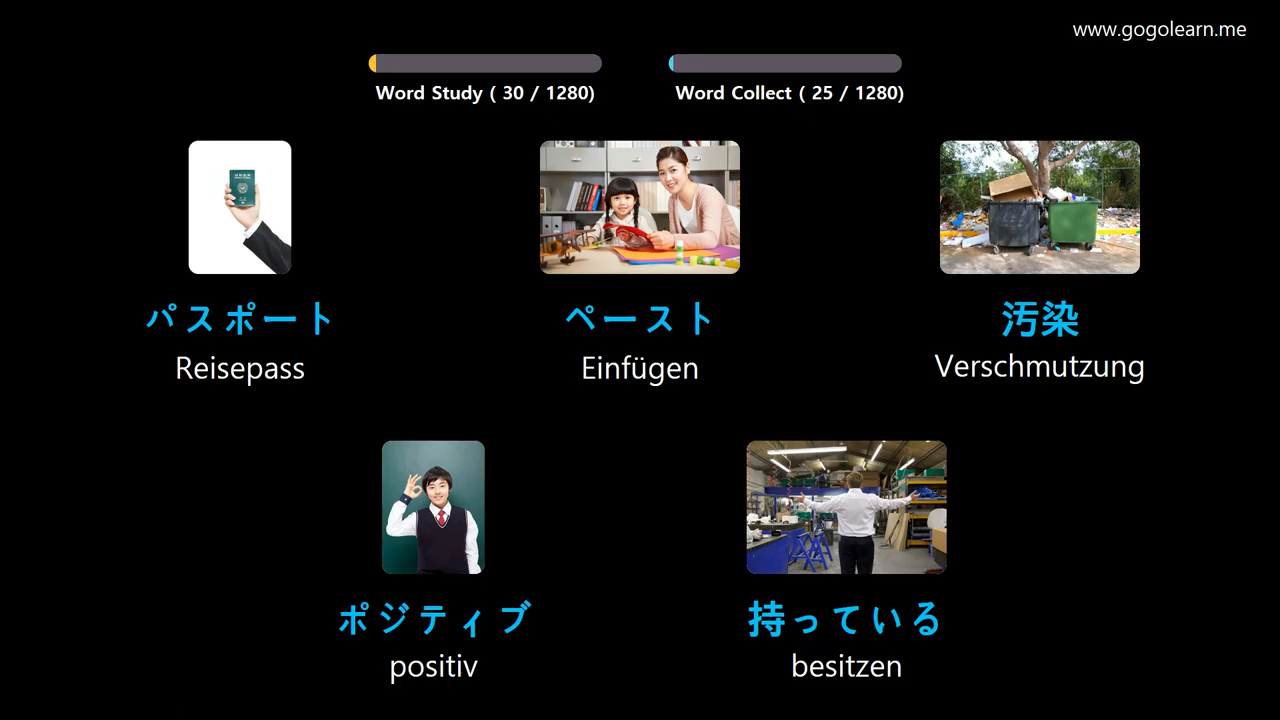 www.gogolearn.me
Word Study ( 30 / 1280)
Word Collect ( 25 / 1280)
パスポート
Reisepass
ペースト
Einfügen
汚染
Verschmutzung
ポジティブ
positiv
持っている
besitzen